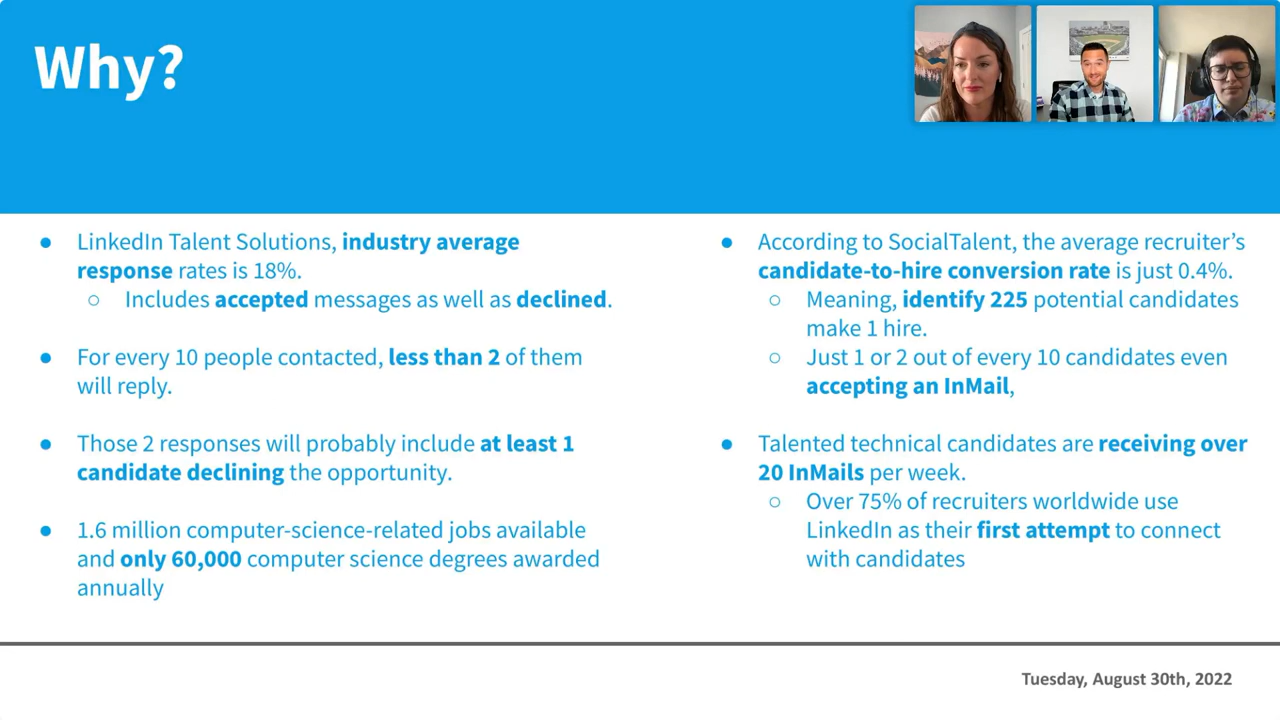 Why?
● LinkedIn Talent Solutions, industry average
response rates is 18%.
○ Includes accepted messages as well as declined.
● For every 10 people contacted, less than 2 of them
will reply.
● Those 2 responses will probably include at least 1
candidate declining the opportunity.
● 1.6 million computer-science-related jobs available
and only 60,000 computer science degrees awarded
annually
● According to SocialTalent, the average recruiter’s
candidate-to-hire conversion rate is just 0.4%.
○ Meaning, identify 225 potential candidates
make 1 hire.
○ Just 1 or 2 out of every 10 candidates even
accepting an InMail,
● Talented technical candidates are receiving over
20 InMails per week.
○ Over 75% of recruiters worldwide use
LinkedIn as their first attempt to connect
with candidates
Tuesday, August 30th, 2022